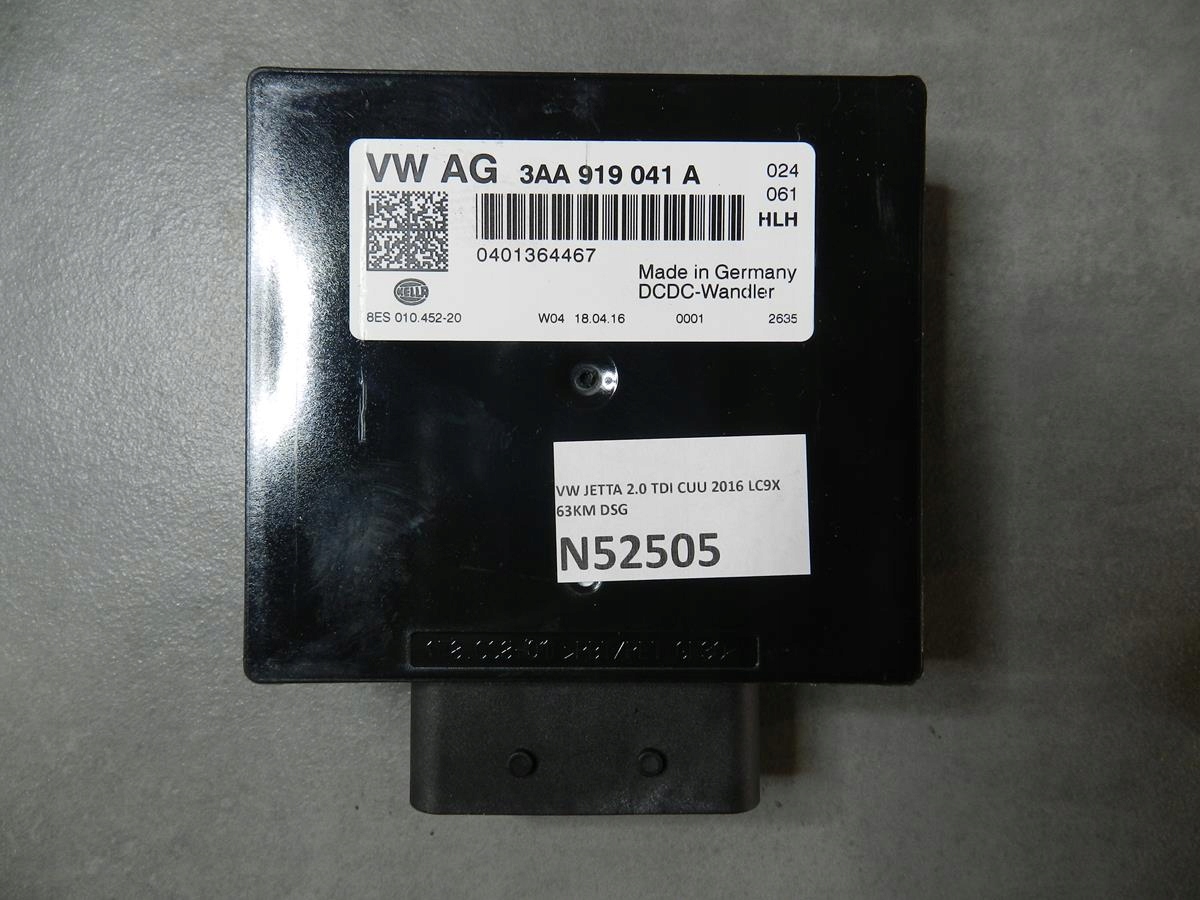 VW AG 3AA 919 041 A 024
061
HLH
0401364467
Made in Germany
DCDC-Wandler
HELLA
8ES 010.452-20 W04 18.04.16 0001 2635
VW JETTA 2.0 TDI CUU 2016 LC9X
63KM DSG
N52505